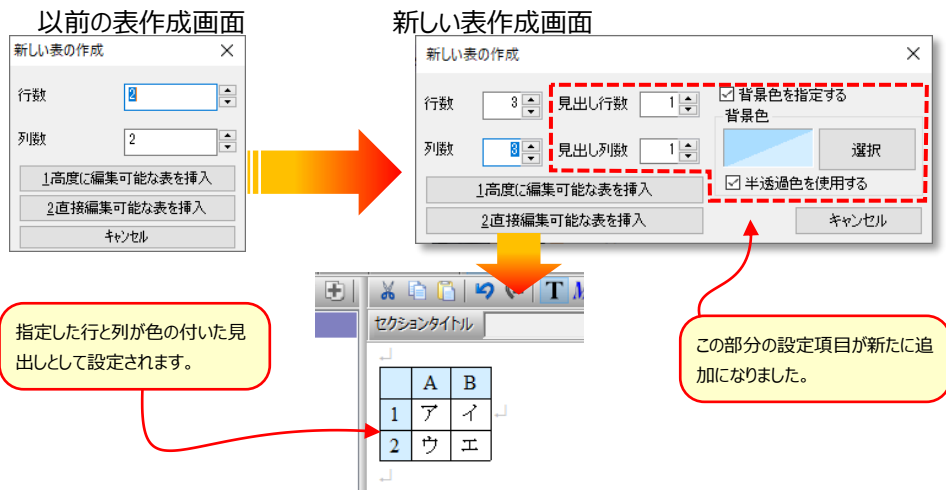 以前の表作成画面
新しい表の作成
行数 2
列数 2
1高度に編集可能な表を挿入
2直接編集可能な表を挿入
キャンセル
新しい表作成画面
新しい表の作成
行数 3 見出し行数 1
列数 3 見出し列数 1
背景色を指定する
背景色
選択
半透過色を使用する
1高度に編集可能な表を挿入
2直接編集可能な表を挿入
キャンセル
指定した行と列が色の付いた見
出しとして設定されます。
T
セクションタイトル
A B
1 ア イ
2 ウ エ
この部分の設定項目が新たに追
加になりました。